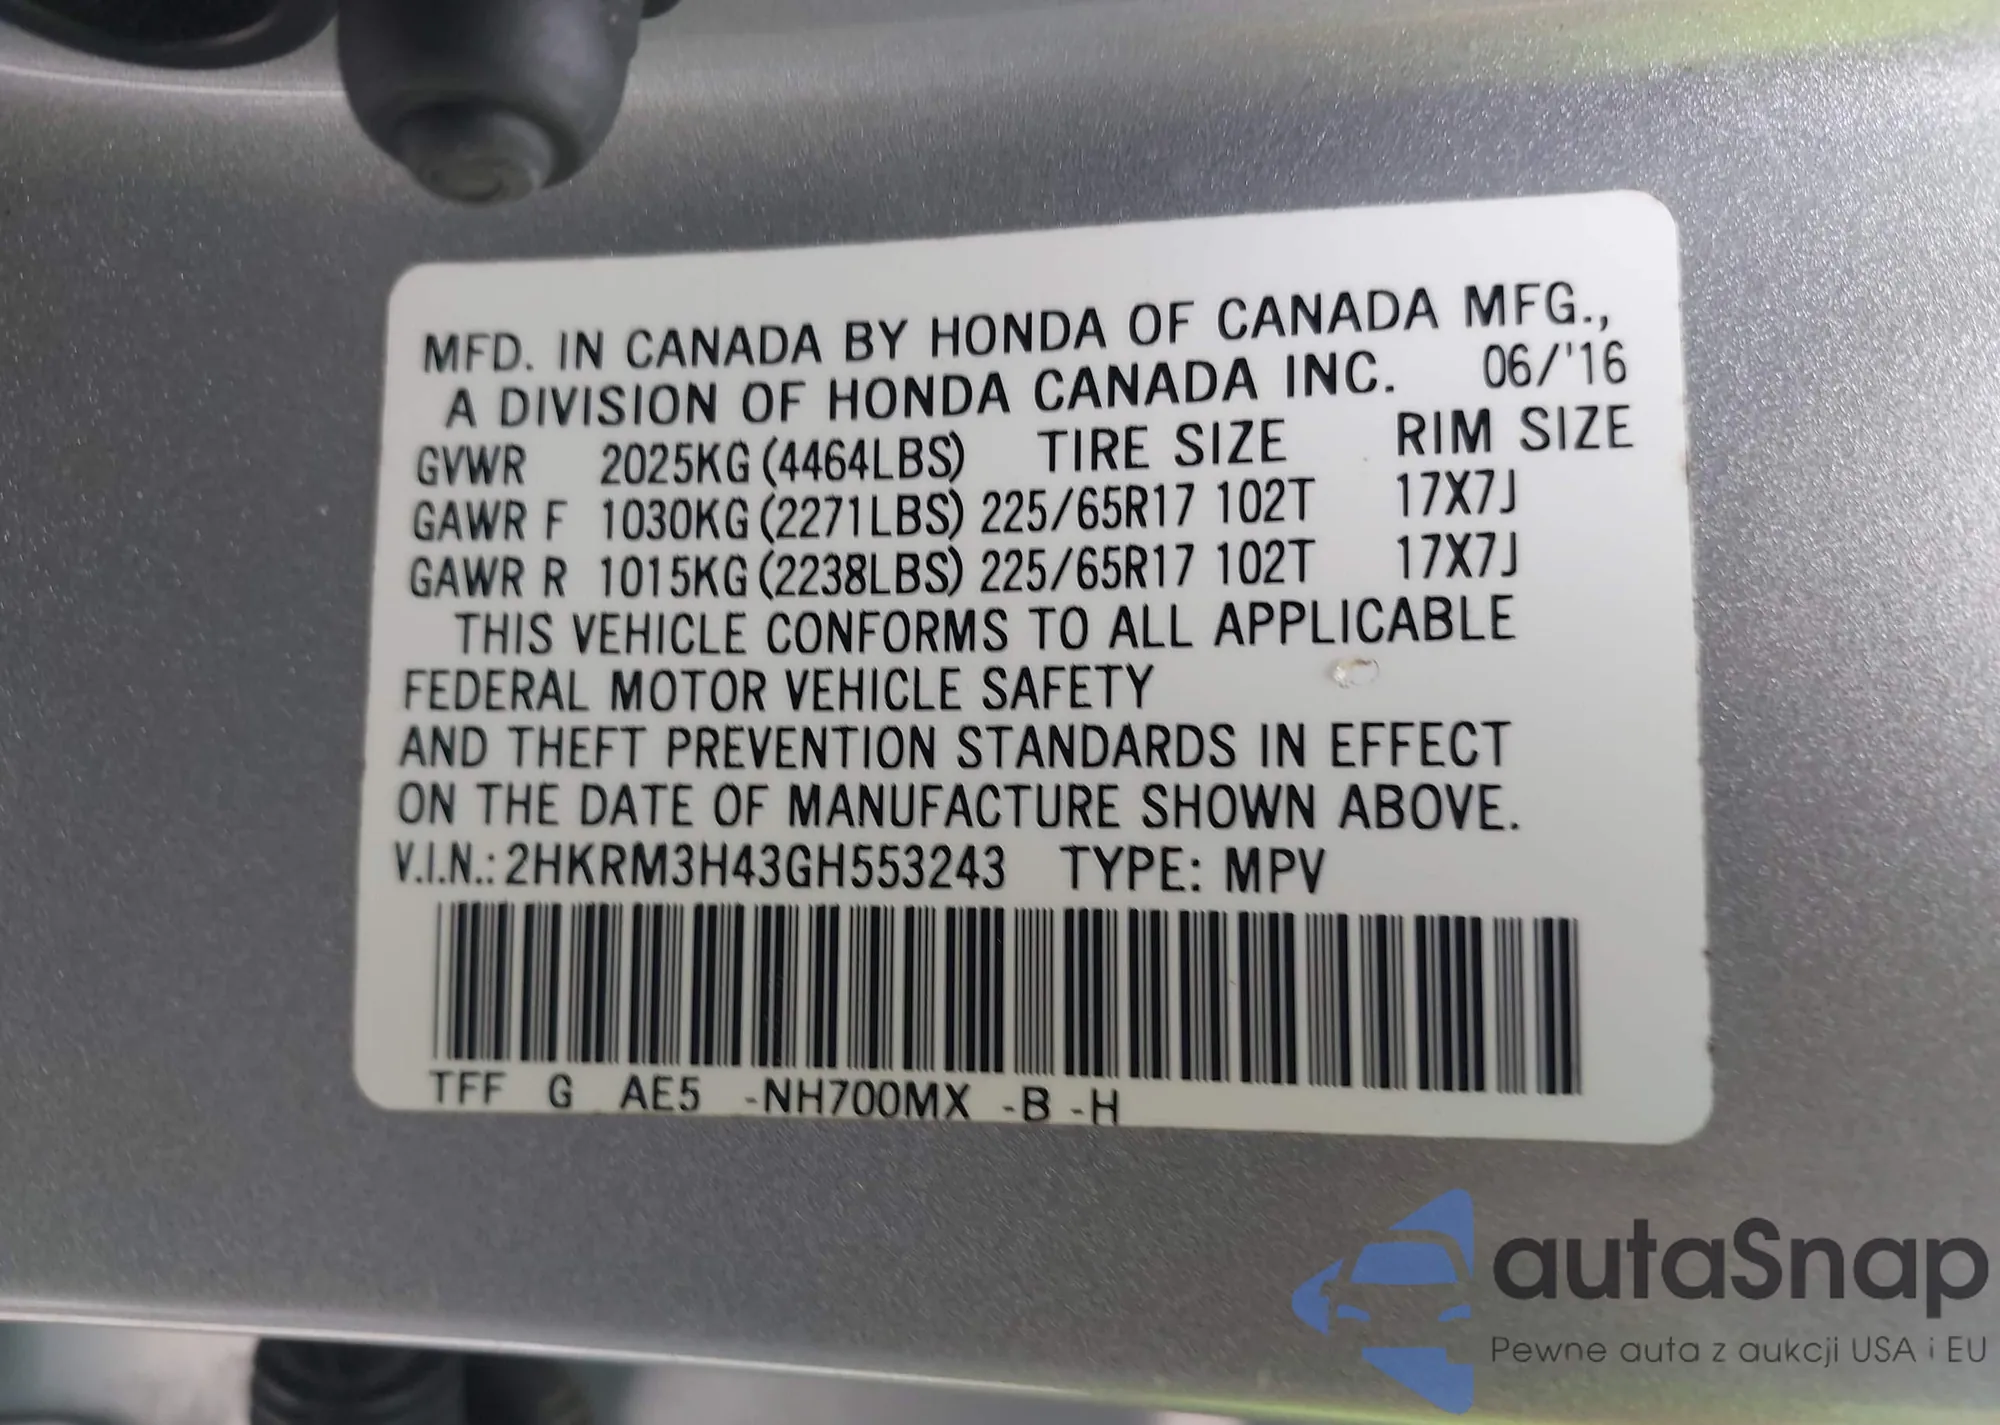 MFD. IN CANADA BY HONDA OF CANADA MFG.,
A DIVISION OF HONDA CANADA INC. 06/'16
GVWR 2025KG (4464LBS) TIRE SIZE RIM SIZE
GAWR F 1030KG (2271LBS) 225/65R17 102T 17X7J
GAWR R 1015KG (2238LBS) 225/65R17 102T 17X7J
THIS VEHICLE CONFORMS TO ALL APPLICABLE
FEDERAL MOTOR VEHICLE SAFETY
AND THEFT PREVENTION STANDARDS IN EFFECT
ON THE DATE OF MANUFACTURE SHOWN ABOVE.
V.I.N.: 2HKRM3H43GH553243 TYPE: MPV
TFF G AE5 -NH700MX -B -H
autaSnap
Pewne auta z aukcji USA i EU